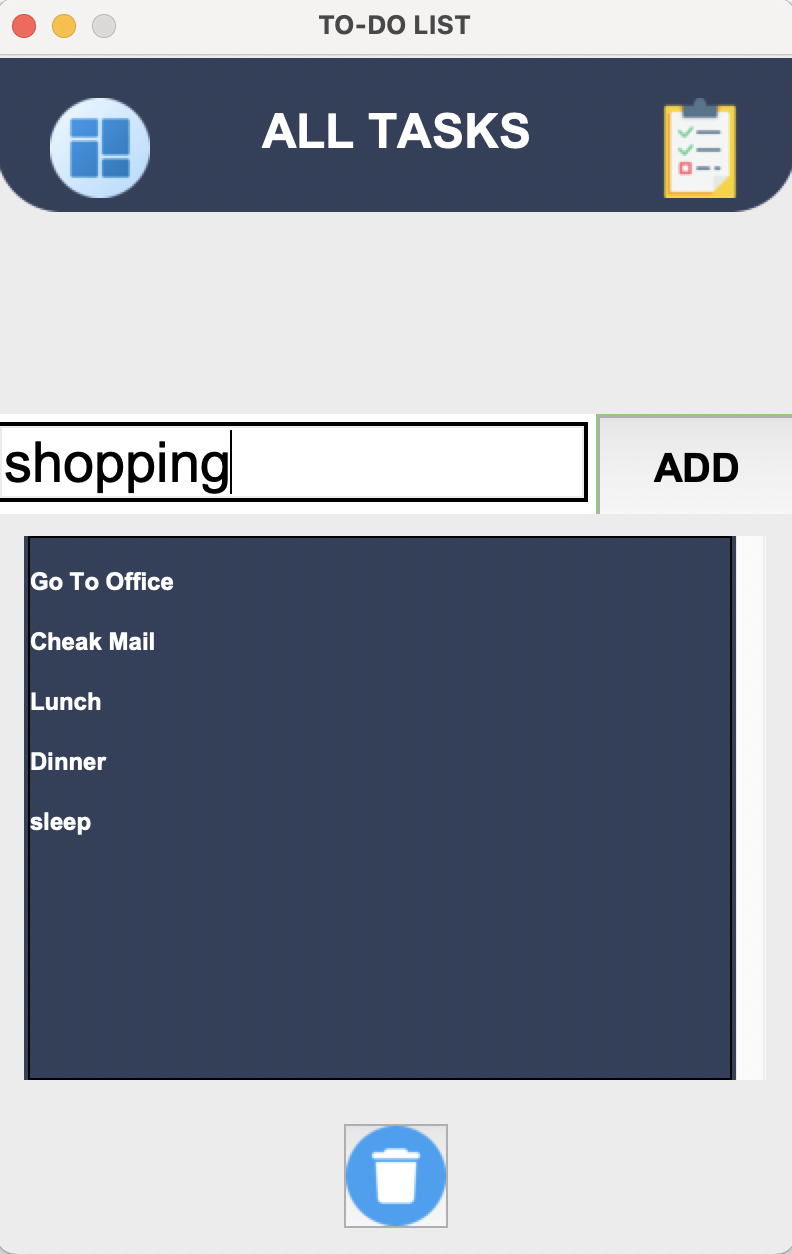 TO-DO LIST
ALL TASKS
shopping
ADD
Go To Office
Cheak Mail
Lunch
Dinner
sleep